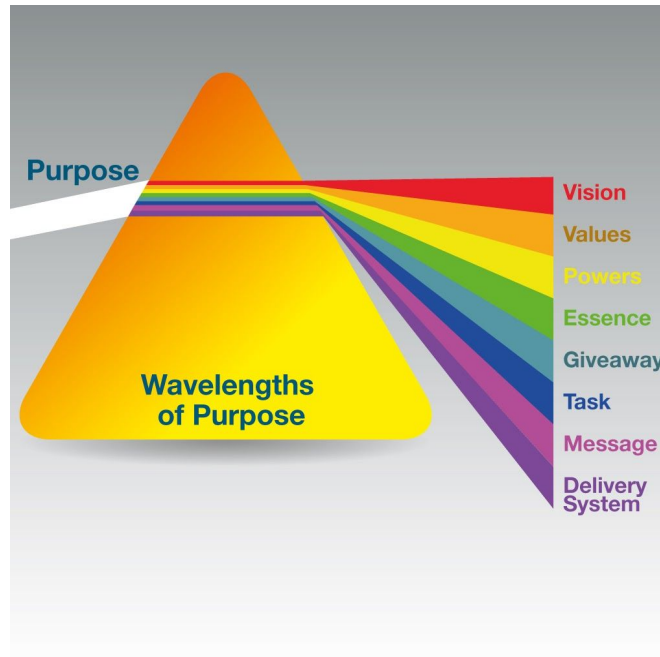 Purpose
Vision
Values
Powers
Essence
Giveaway
Task
Message
Delivery
System
Wavelengths
of Purpose